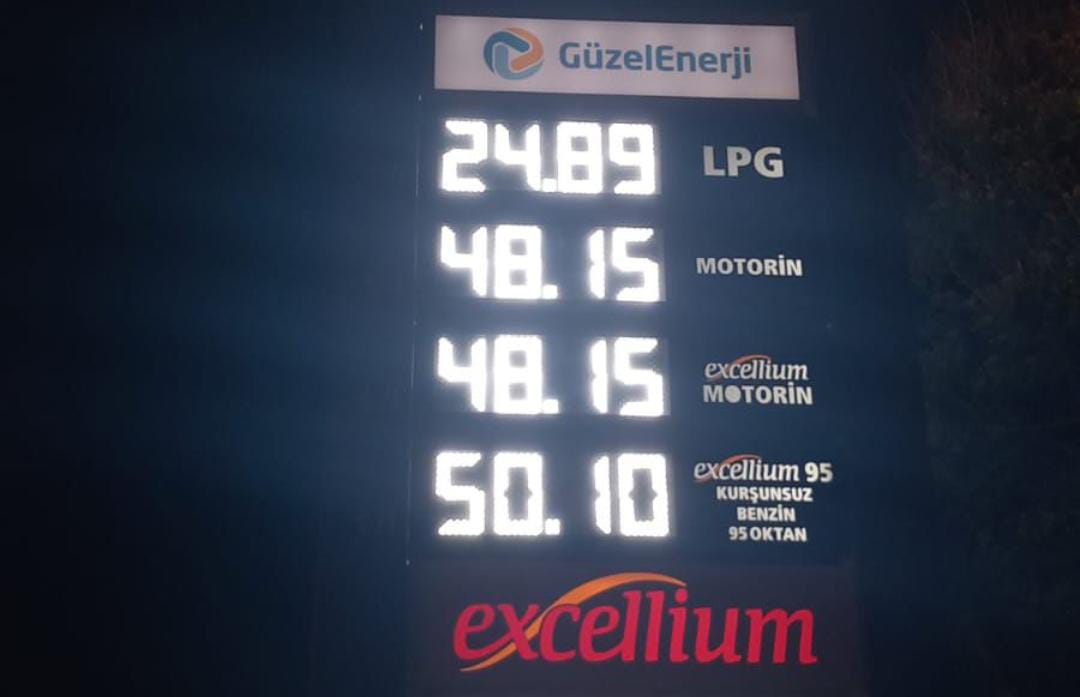 GüzelEnerji
24.89 LPG
48.15 MOTORİN
48.15 excellium
MOTORİN
50.10 excellium 95
KURŞUNSUZ
BENZİN
95 OKTAN
excellium